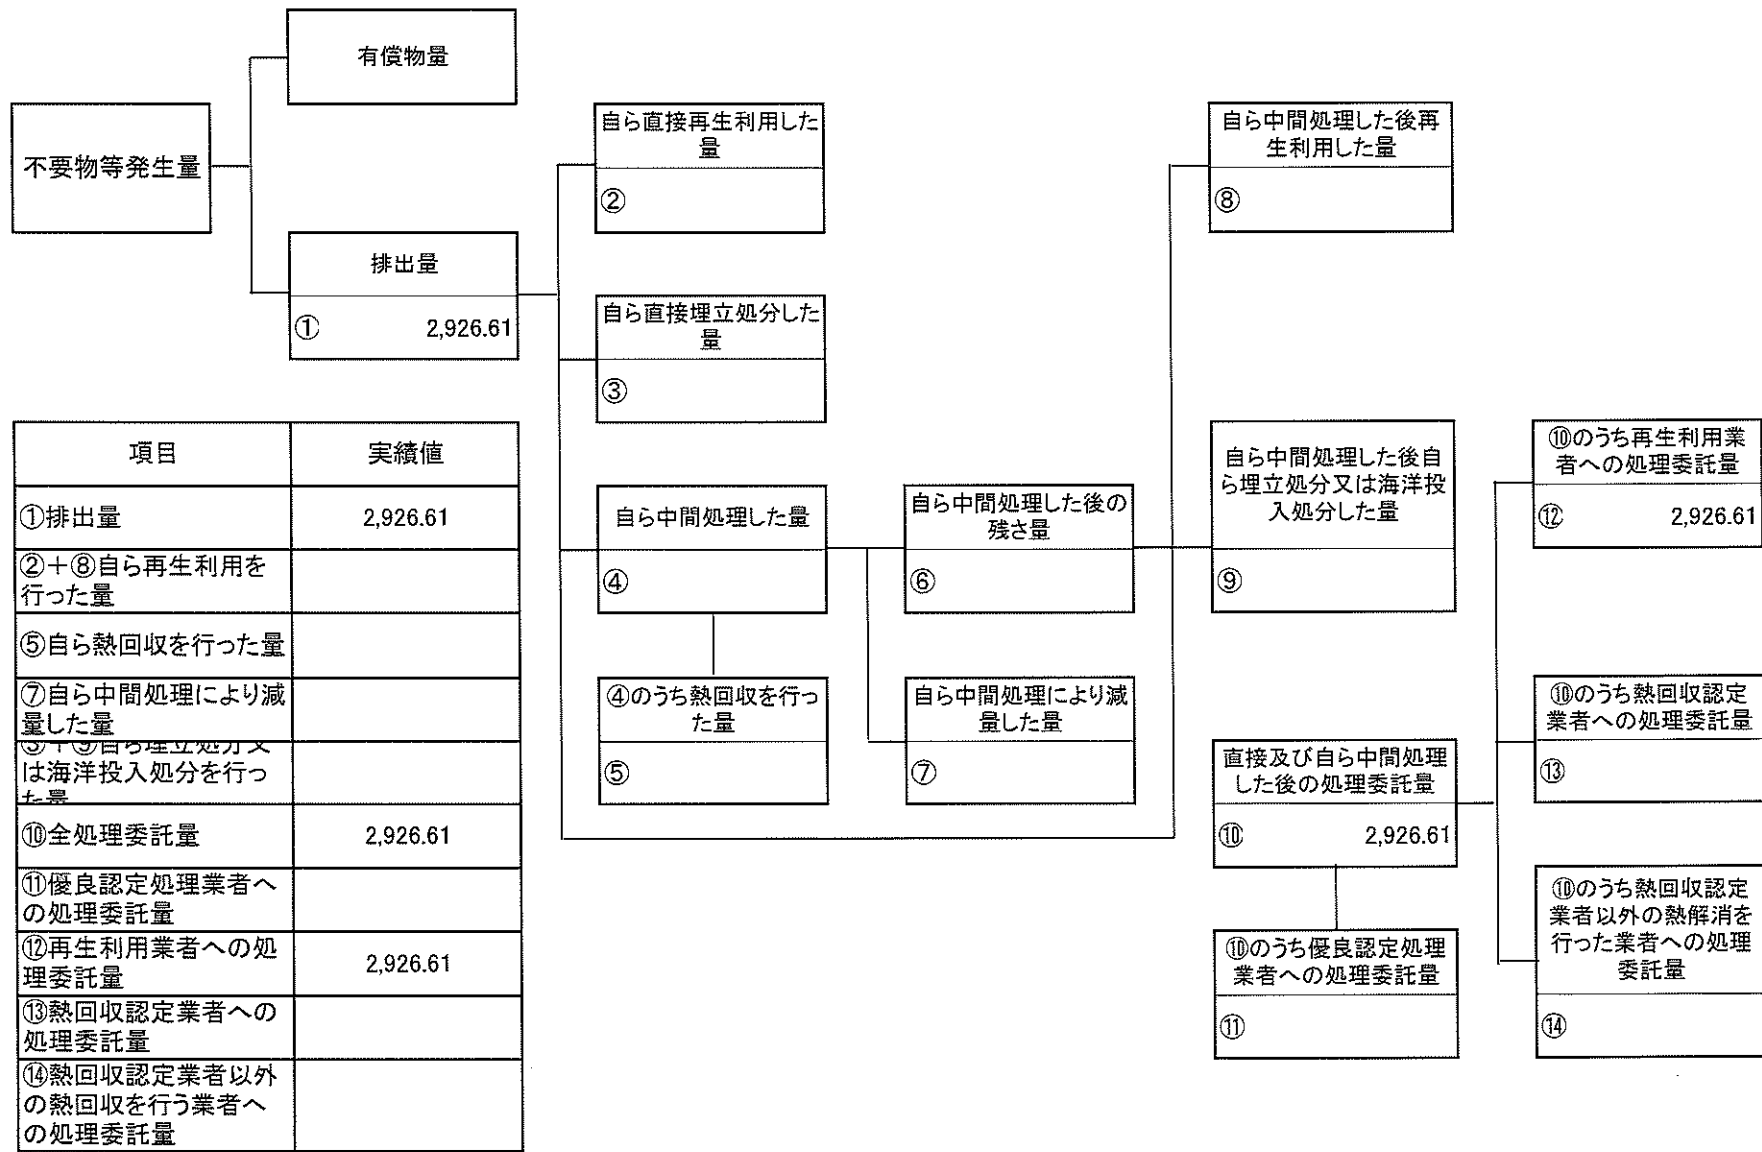 有償物量
不要物等発生量
排出量
① 2,926.61
自ら直接再生利用した
量
②
自ら直接埋立処分した
量
③
自ら中間処理した量
④
④のうち熱回収を行っ
た量
⑤
自ら中間処理した後の
残さ量
⑥
自ら中間処理により減
量した量
⑦
自ら中間処理した後再
生利用した量
⑧
自ら中間処理した後自
ら埋立処分又は海洋投
入処分した量
⑨
直接及び自ら中間処理
した後の処理委託量
⑩ 2,926.61
⑩のうち優良認定処理
業者への処理委託量
⑪
⑩のうち再生利用業
者への処理委託量
⑫ 2,926.61
⑩のうち熱回収認定
業者への処理委託量
⑬
⑩のうち熱回収認定
業者以外の熱解消を
行った業者への処理
委託量
⑭
項目 実績値
①排出量 2,926.61
②+⑧自ら再生利用を
行った量
⑤自ら熱回収を行った量
⑦自ら中間処理により減
量した量
③+⑨自ら埋立処分又
は海洋投入処分を行っ
た量
⑩全処理委託量 2,926.61
⑪優良認定処理業者へ
の処理委託量
⑫再生利用業者への処
理委託量 2,926.61
⑬熱回収認定業者への
処理委託量
⑭熱回収認定業者以外
の熱回収を行う業者へ
の処理委託量